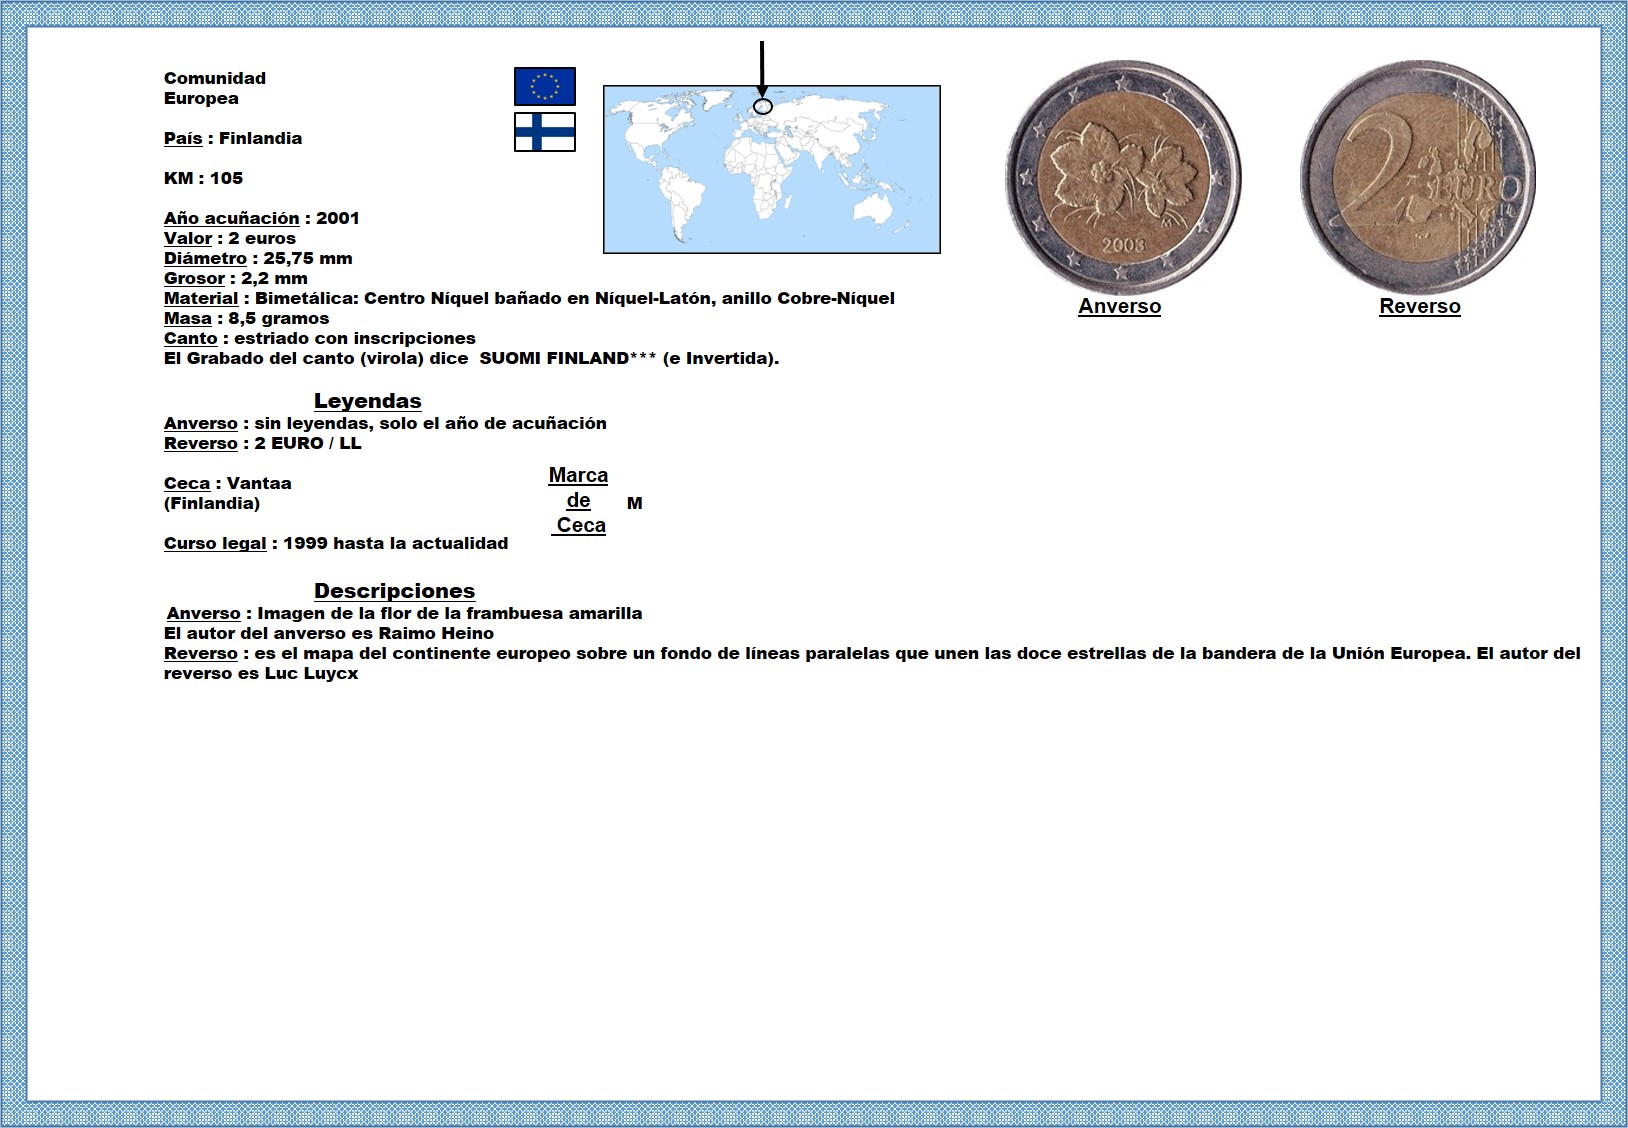 Comunidad
Europea
País : Finlandia
KM : 105
Año acuñación : 2001
Valor : 2 euros
Diámetro : 25,75 mm
Grosor : 2,2 mm
Material : Bimetálica: Centro Níquel bañado en Níquel-Latón, anillo Cobre-Níquel
Masa : 8,5 gramos
Canto : estriado con inscripciones
El Grabado del canto (virola) dice  SUOMI FINLAND*** (e Invertida).
2003
M
Anverso
2 EURO
LL
Reverso
Leyendas
Anverso : sin leyendas, solo el año de acuñación
Reverso : 2 EURO / LL
Ceca : Vantaa
(Finlandia)
Marca
de
Ceca
M
Curso legal : 1999 hasta la actualidad
Descripciones
Anverso : Imagen de la flor de la frambuesa amarilla
El autor del anverso es Raimo Heino
Reverso : es el mapa del continente europeo sobre un fondo de líneas paralelas que unen las doce estrellas de la bandera de la Unión Europea. El autor del
reverso es Luc Luycx